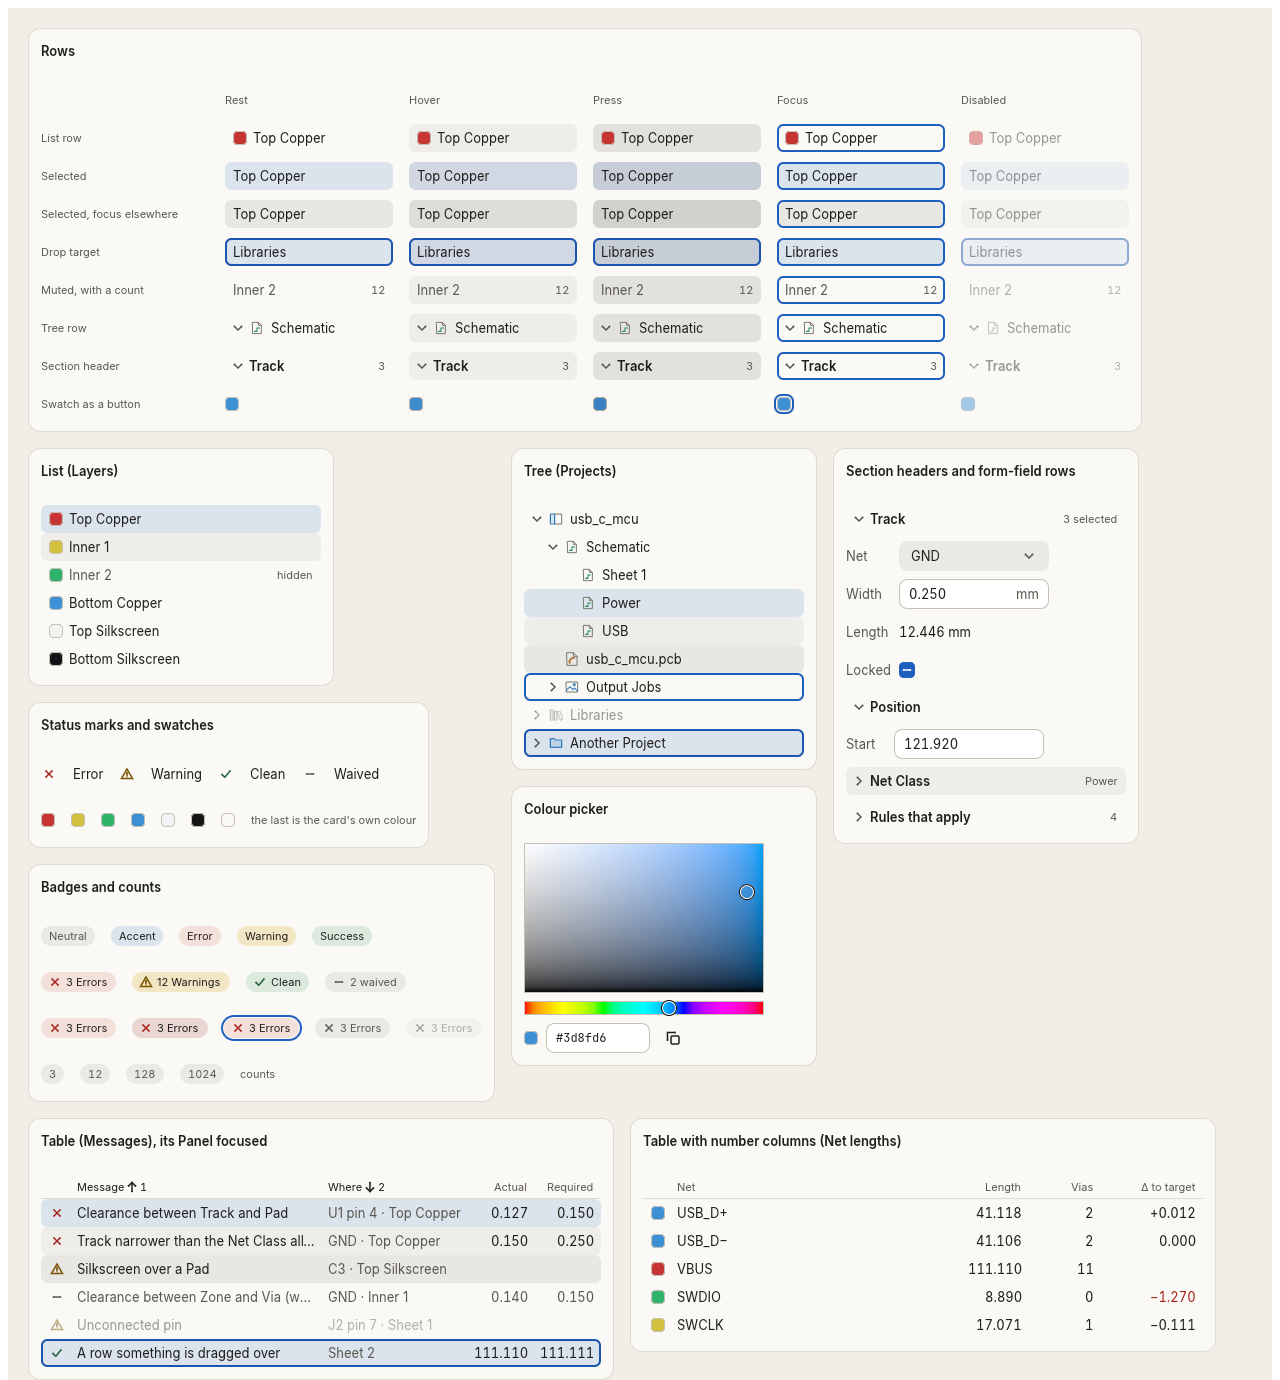 Rows
Rest Hover Press Focus Disabled
List row Top Copper Top Copper Top Copper Top Copper Top Copper
Selected Top Copper Top Copper Top Copper Top Copper Top Copper
Selected, focus elsewhere Top Copper Top Copper Top Copper Top Copper Top Copper
Drop target Libraries Libraries Libraries Libraries Libraries
Muted, with a count Inner 2 12 Inner 2 12 Inner 2 12 Inner 2 12 Inner 2 12
Tree row Schematic Schematic Schematic Schematic Schematic
Section header Track 3 Track 3 Track 3 Track 3 Track 3
Swatch as a button
List (Layers)
Top Copper
Inner 1
Inner 2 hidden
Bottom Copper
Top Silkscreen
Bottom Silkscreen
Status marks and swatches
Error Warning Clean Waived
the last is the card's own colour
Badges and counts
Neutral Accent Error Warning Success
3 Errors 12 Warnings Clean 2 waived
3 Errors 3 Errors 3 Errors 3 Errors 3 Errors
3 12 128 1024 counts
Tree (Projects)
usb_c_mcu
Schematic
Sheet 1
Power
USB
usb_c_mcu.pcb
Output Jobs
Libraries
Another Project
Colour picker
#3d8fd6
Section headers and form-field rows
Track 3 selected
Net GND
Width 0.250 mm
Length 12.446 mm
Locked
Position
Start 121.920
Net Class Power
Rules that apply 4
Table (Messages), its Panel focused
Message ↑ 1 Where ↓ 2 Actual Required
Clearance between Track and Pad U1 pin 4 · Top Copper 0.127 0.150
Track narrower than the Net Class all... GND · Top Copper 0.150 0.250
Silkscreen over a Pad C3 · Top Silkscreen
Clearance between Zone and Via (w... GND · Inner 1 0.140 0.150
Unconnected pin J2 pin 7 · Sheet 1
A row something is dragged over Sheet 2 111.110 111.111
Table with number columns (Net lengths)
Net Length Vias Δ to target
USB_D+ 41.118 2 +0.012
USB_D− 41.106 2 0.000
VBUS 111.110 11
SWDIO 8.890 0 −1.270
SWCLK 17.071 1 −0.111